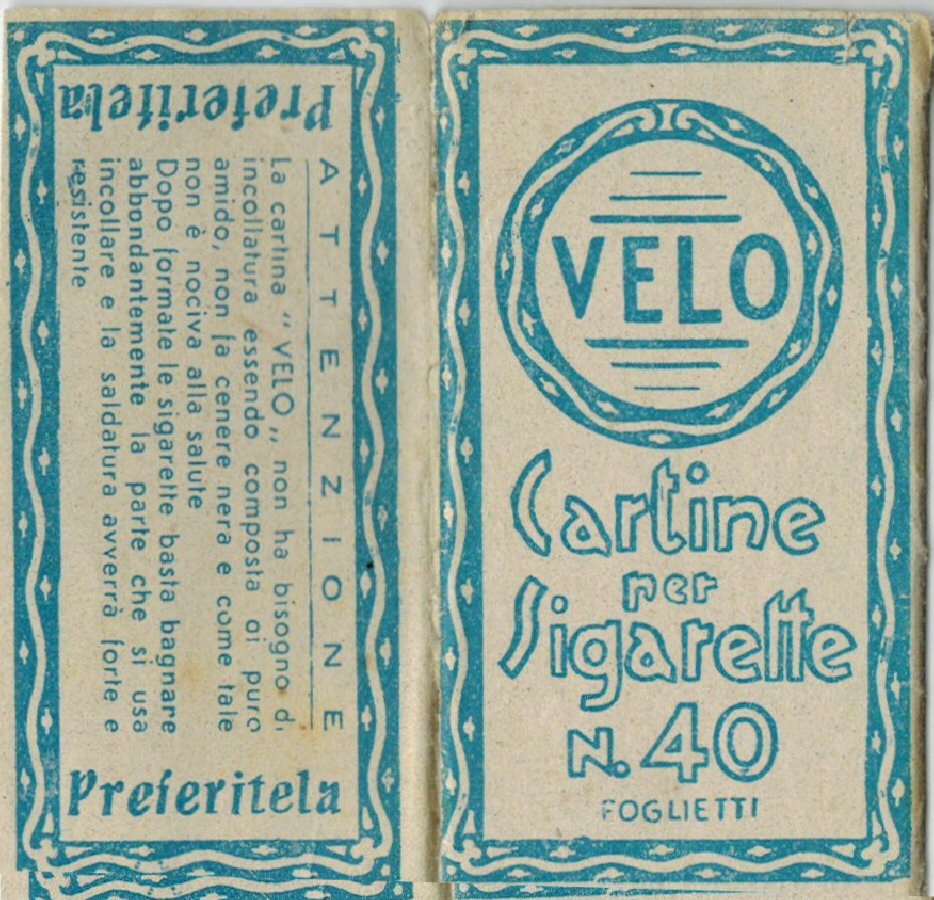 Preferitela
ATTENZIONE
La cartina „VELO„ non ha bisogno di
incollatura essendo composta di puro
amido, non fa cenere nera e come tale
non è nociva alla salute
Dopo formate le sigarette basta bagnare
abbondantemente la parte che si usa
incollare e la saldatura avverrà forte e
resistente
Preferitela
VELO
Cartine
per
Sigarette
N. 40
FOGLIETTI